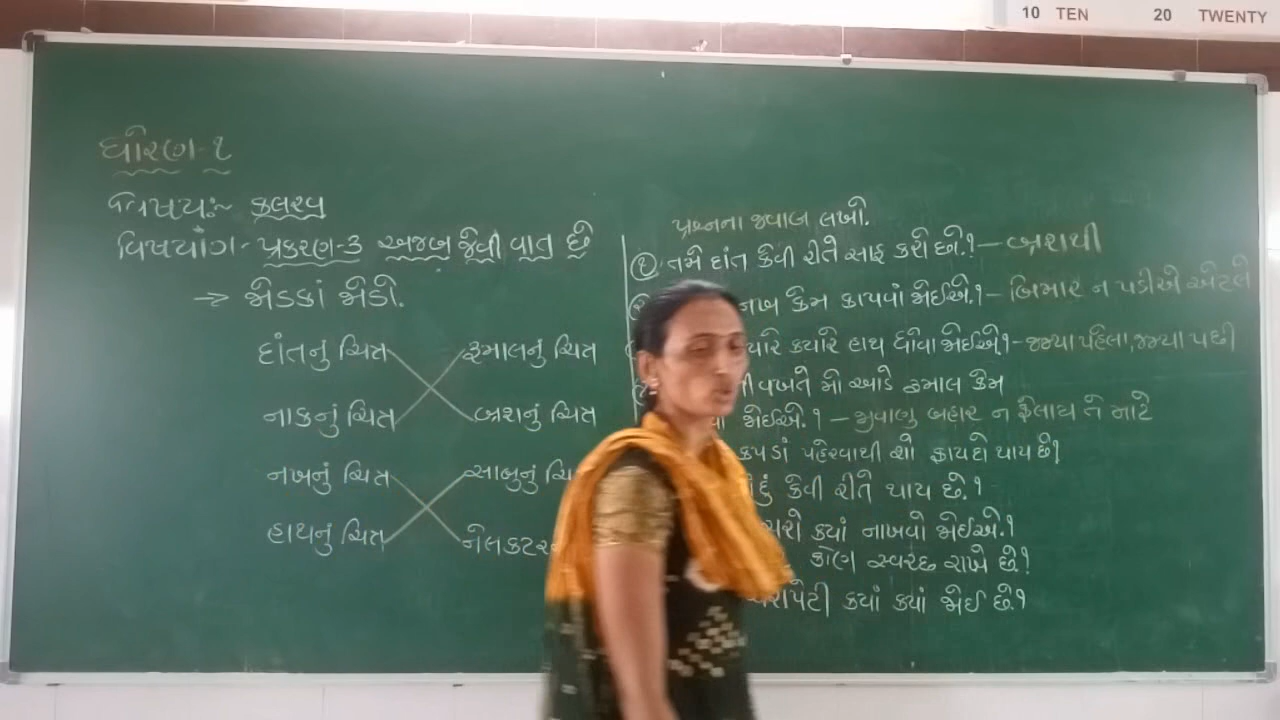 10 TEN 20 TWENTY
ધોરણ-૧
વિષય:~ કલરવ
વિષયાંગ- પ્રકરણ-૩ અજબ જેવી વાત છે
→ જોડકાં જોડો.
દાંતનું ચિત્ર રૂમાલનું ચિત્ર
નાકનું ચિત્ર બ્રશનું ચિત્ર
નખનું ચિત્ર સાબુનું
હાથનું ચિત્ર
પ્રશ્નના જવાબ લખો.
૧ તમે દાંત કેવી રીતે સાફ કરો છો.? – બ્રશથી
નખ કેમ કાપવાં જોઈએ.? – બિમાર ન પડીએ એટલે
ક્યારે હાથ ધોવા જોઈએ.? – જમ્યા પહેલા, જમ્યા પછી
વખતે મોં આડે રૂમાલ કેમ
જોઈએ.? – જીવાણુ બહાર ન ફેલાય તે માટે
કપડાં પહેરવાથી શો ફાયદો થાય છે?
કેવી રીતે થાય છે.?
ક્યાં નાખવો જોઈએ.?
કોણ સ્વચ્છ રાખે છે?
ક્યાં ક્યાં જોઈ છે.?